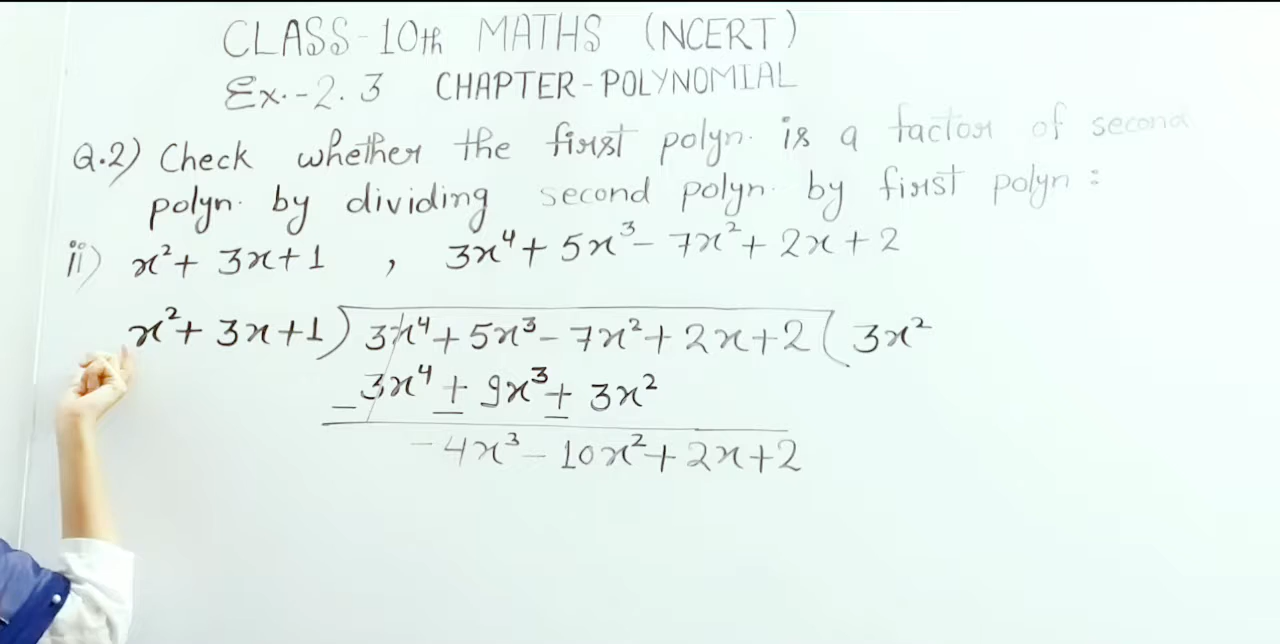 CLASS-10th MATHS (NCERT)
Ex.-2.3 CHAPTER-POLYNOMIAL
Q.2) Check whether the first polyn. is a factor of second
polyn. by dividing second polyn. by first polyn:
ii) x²+ 3x+1 , 3x⁴+ 5x³- 7x²+ 2x+2
x²+ 3x+1 ) 3x⁴+ 5x³- 7x²+ 2x+2 ( 3x²
3x⁴ + 9x³+ 3x²
- - -
-4x³- 10x²+ 2x+2